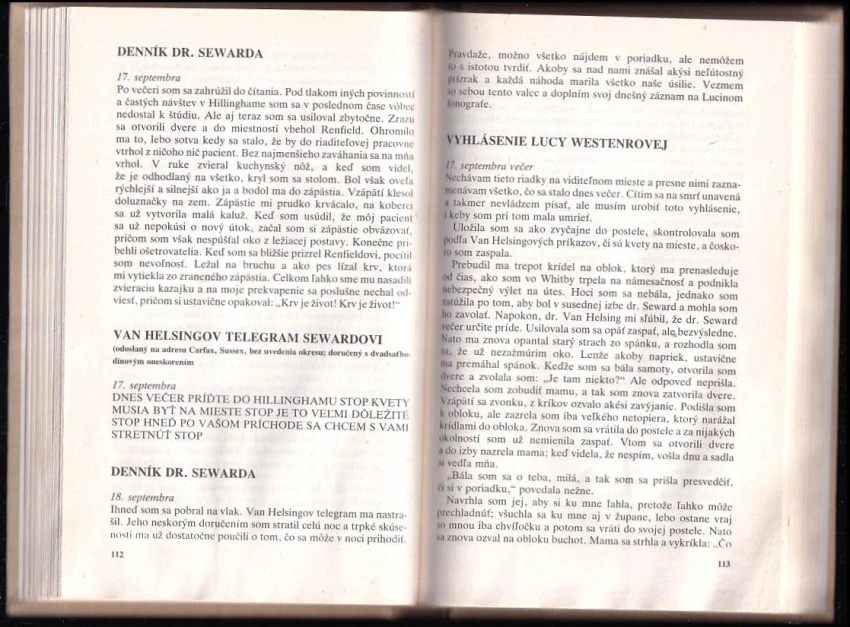 DENNÍK DR. SEWARDA
17. septembra
Po večeri som sa zahrúžil do čítania. Pod tlakom iných povinností
a častých návštev v Hillinghame som sa v poslednom čase vôbec
nedostal k štúdiu. Ale aj teraz som sa usiloval zbytočne. Zrazu
sa otvorili dvere a do miestnosti vbehol Renfield. Ohromilo
ma to, lebo sotva kedy sa stalo, že by do riaditeľovej pracovne
vtrhol z ničoho nič pacient. Bez najmenšieho zaváhania sa na mňa
vrhol. V ruke zvieral kuchynský nôž, a keď som videl,
že je odhodlaný na všetko, kryl som sa stolom. Bol však oveľa
rýchlejší a silnejší ako ja a bodol ma do zápästia. Vzápätí klesol
doluznačky na zem. Zápästie mi prudko krvácalo, na koberci
sa už vytvorila malá kaluž. Keď som usúdil, že môj pacient
sa už nepokúsi o nový útok, začal som si zápästie obväzovať,
pričom som však nespúšťal oko z ležiacej postavy. Konečne pri-
behli ošetrovatelia. Keď som sa bližšie prizrel Renfieldovi, pocítil
som nevoľnosť. Ležal na bruchu a ako pes lízal krv, ktorá
mi vytiekla zo zraneného zápästia. Celkom ľahko sme mu nasadili
zvieraciu kazajku a na moje prekvapenie sa poslušne nechal od-
viesť, pričom si ustavične opakoval: „Krv je život! Krv je život!“
VAN HELSINGOV TELEGRAM SEWARDOVI
(odoslaný na adresu Carfax, Sussex, bez uvedenia okresu; doručený s dvadsaťho-
dinovým oneskorením
17. septembra
DNES VEČER PRÍĎTE DO HILLINGHAMU STOP KVETY
MUSIA BYŤ NA MIESTE STOP JE TO VEĽMI DÔLEŽITÉ
STOP HNEĎ PO VAŠOM PRÍCHODE SA CHCEM S VAMI
STRETNÚŤ STOP
DENNÍK DR. SEWARDA
18. septembra
Ihneď som sa pobral na vlak. Van Helsingov telegram ma nastra-
šil. Jeho neskorým doručením som stratil celú noc a trpké skúse-
nosti ma už dostatočne poučili o tom, čo sa môže v noci prihodiť.
112
Pravdaže, možno všetko nájdem v poriadku, ale nemôžem
to s istotou tvrdiť. Akoby sa nad nami znášal akýsi neľútostný
prízrak a každá náhoda marila všetko naše úsilie. Vezmem
so sebou tento valec a doplním svoj dnešný záznam na Lucinom
fonografe.
VYHLÁSENIE LUCY WESTENROVEJ
17. septembra večer
Nechávam tieto riadky na viditeľnom mieste a presne nimi zazna-
menávam všetko, čo sa stalo dnes večer. Cítim sa na smrť unavená
a takmer nevládzem písať, ale musím urobiť toto vyhlásenie,
i keby som pri tom mala umrieť.
Uložila som sa ako zvyčajne do postele, skontrolovala som
podľa Van Helsingových príkazov, či sú kvety na mieste, a čosko-
ro som zaspala.
Prebudil ma trepot krídel na oblok, ktorý ma prenasleduje
od čias, ako som vo Whitby trpela na námesačnosť a podnikla
nebezpečný výlet na útes. Hoci som sa nebála, jednako som
zatúžila po tom, aby bol v susednej izbe dr. Seward a mohla som
ho zavolať. Napokon, dr. Van Helsing mi sľúbil, že dr. Seward
večer určite príde. Usilovala som sa opäť zaspať, ale bezvýsledne.
Nato ma znova opantal starý strach zo spánku, a rozhodla som
sa, že už nezažmúrim oko. Lenže akoby napriek, ustavične
ma premáhal spánok. Keďže som sa bála samoty, otvorila som
dvere a zvolala som: „Je tam niekto?“ Ale odpoveď neprišla.
Nechcela som zobudiť mamu, a tak som znova zatvorila dvere.
Vzápätí sa zvonku, z kríkov ozvalo akési zavýjanie. Podišla som
k obloku, ale zazrela som iba veľkého netopiera, ktorý narážal
krídlami do obloka. Znova som sa vrátila do postele a za nijakých
okolností som už nemienila zaspať. Vtom sa otvorili dvere
a do izby nazrela mama; keď videla, že nespím, vošla dnu a sadla
si vedľa mňa.
„Bála som sa o teba, milá, a tak som sa prišla presvedčiť,
či si v poriadku,“ povedala nežne.
Navrhla som jej, aby si ku mne ľahla, pretože ľahko môže
prechladnúť; všuchla sa ku mne aj v župane, lebo ostane vraj
so mnou iba chvíľočku a potom sa vráti do svojej postele. Nato
sa znova ozval na oblok buchot. Mama sa strhla a vykríkla: „Čo
113